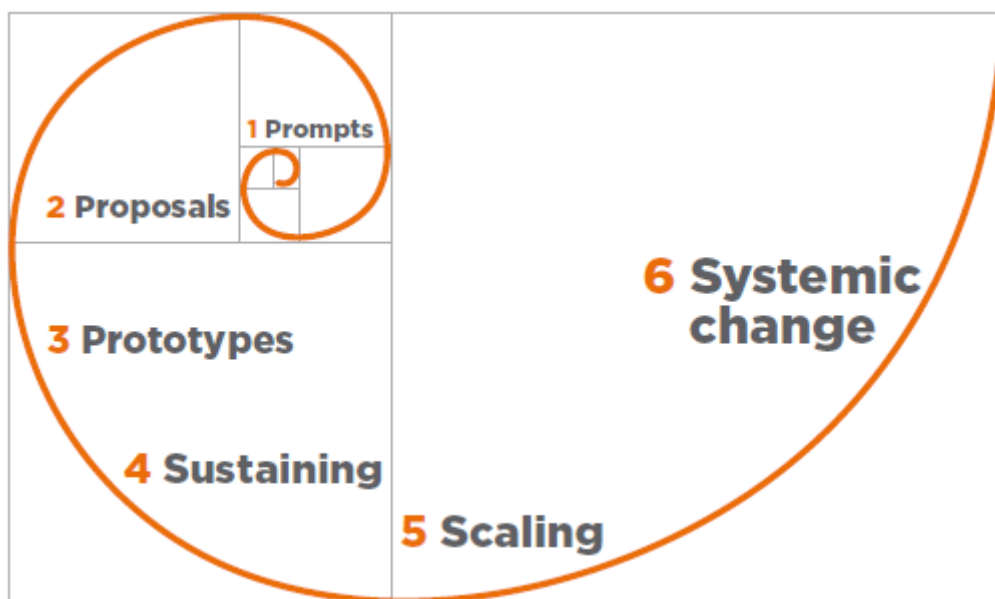 1 Prompts
2 Proposals
3 Prototypes
4 Sustaining
5 Scaling
6 Systemic
change